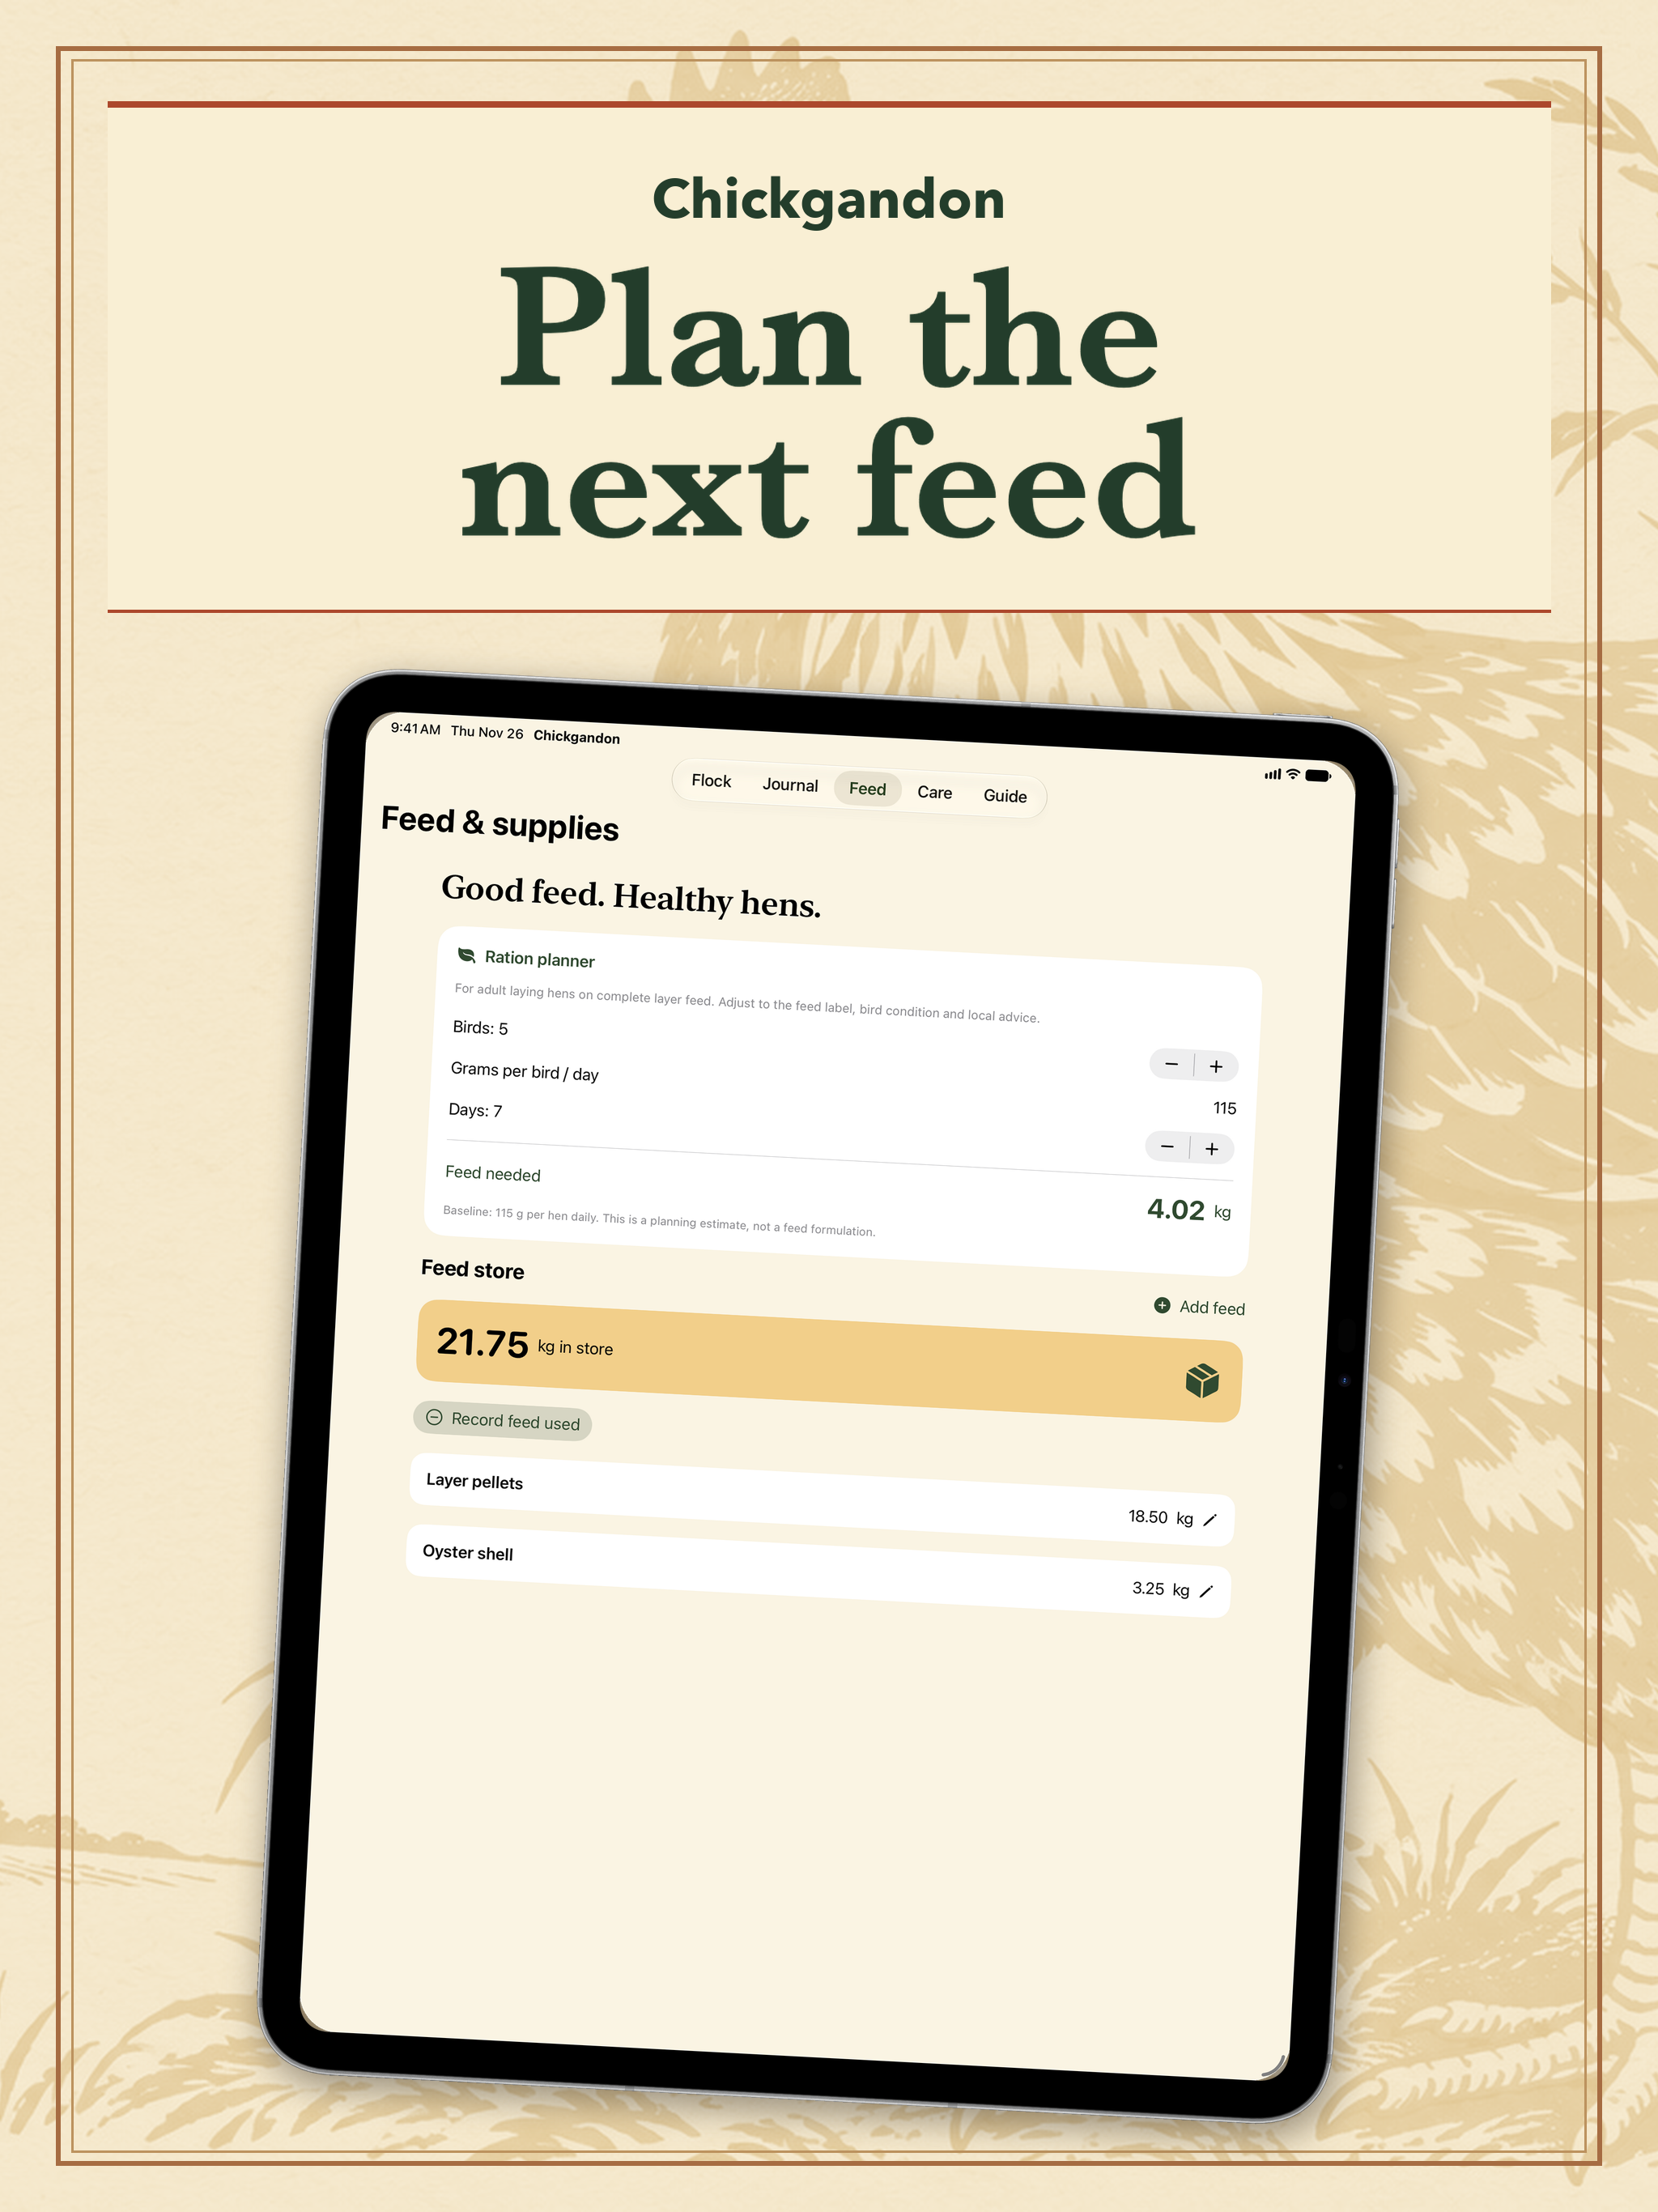 Chickgandon
Plan the
next feed
9:41 AM Thu Nov 26 Chickgandon
Flock Journal Feed Care Guide
Feed & supplies
Good feed. Healthy hens.
Ration planner
For adult laying hens on complete layer feed. Adjust to the feed label, bird condition and local advice.
Birds: 5
Grams per bird / day 115
Days: 7
Feed needed 4.02 kg
Baseline: 115 g per hen daily. This is a planning estimate, not a feed formulation.
Feed store
Add feed
21.75 kg in store
Record feed used
Layer pellets 18.50 kg
Oyster shell 3.25 kg